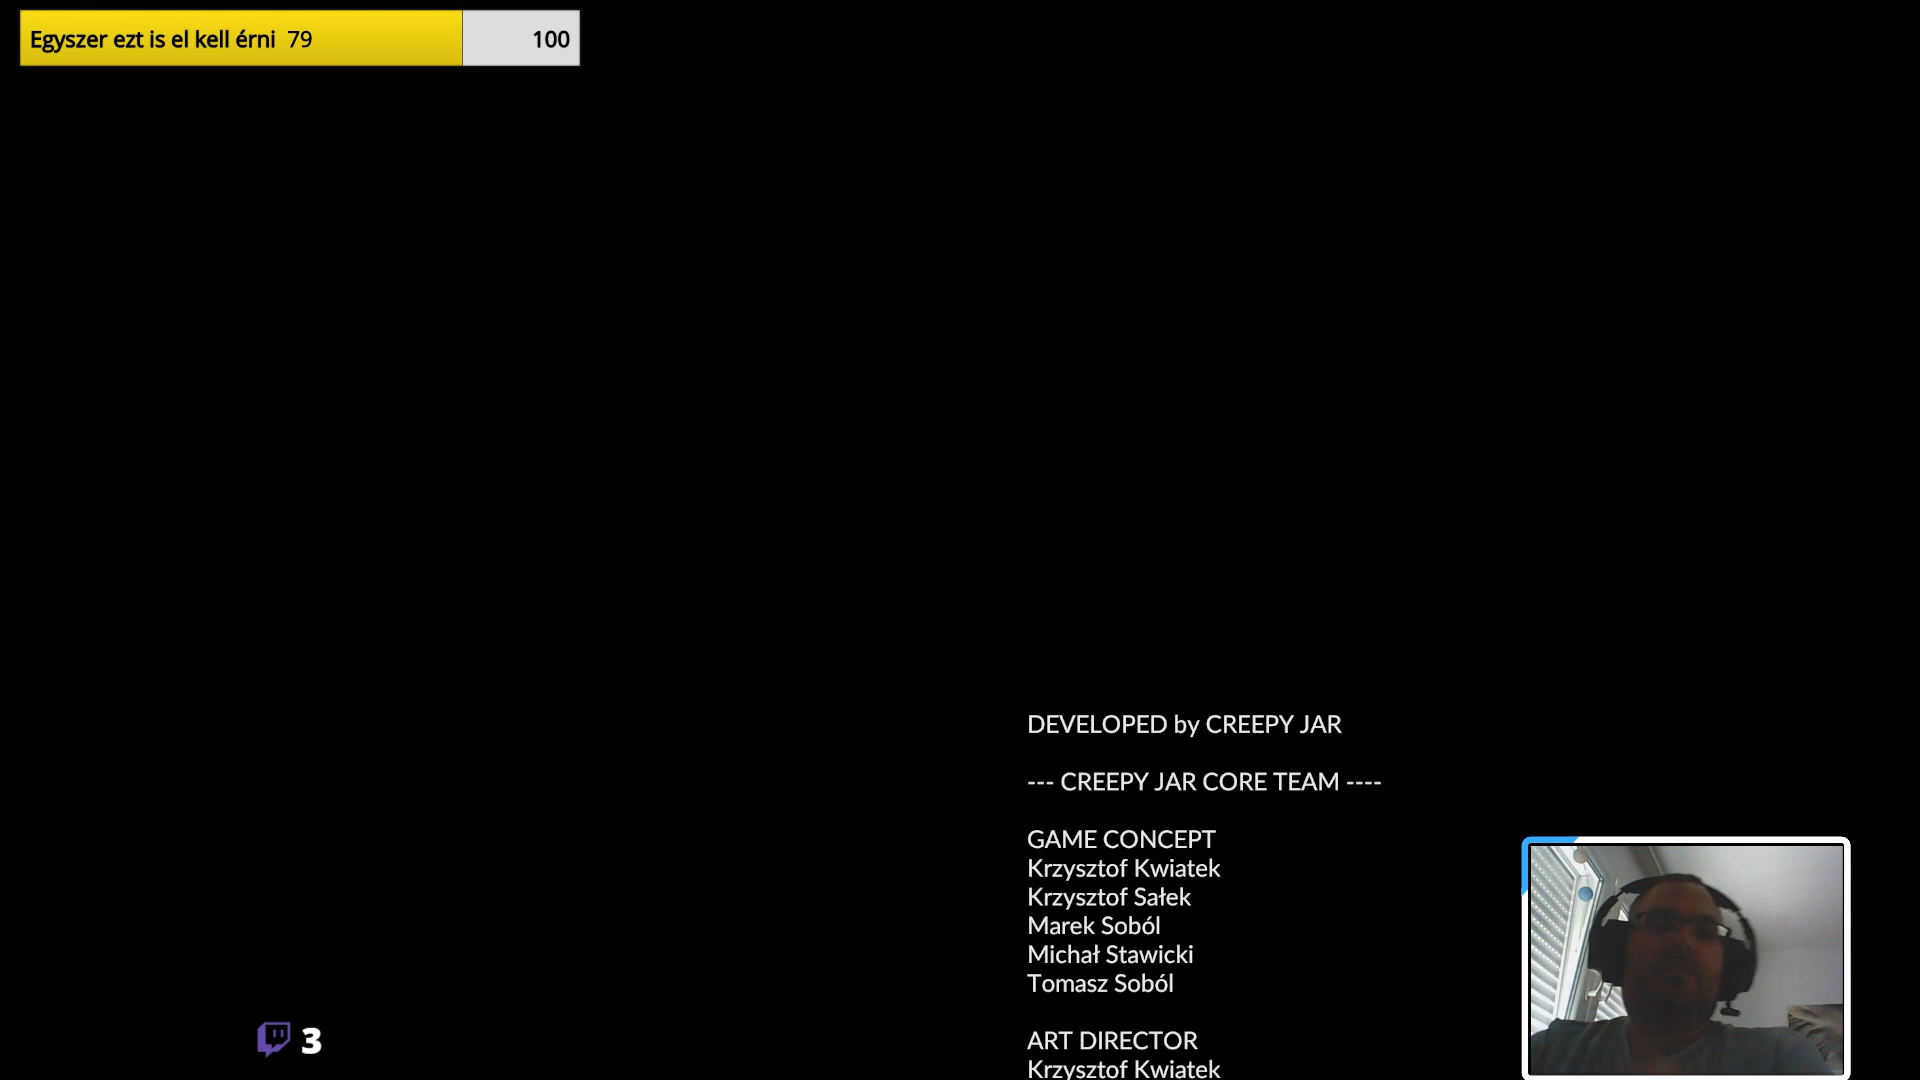 Egyszer ezt is el kell érni 79
100
DEVELOPED by CREEPY JAR
--- CREEPY JAR CORE TEAM ----
GAME CONCEPT
Krzysztof Kwiatek
Krzysztof Sałek
Marek Soból
Michał Stawicki
Tomasz Soból
ART DIRECTOR
Krzysztof Kwiatek
3